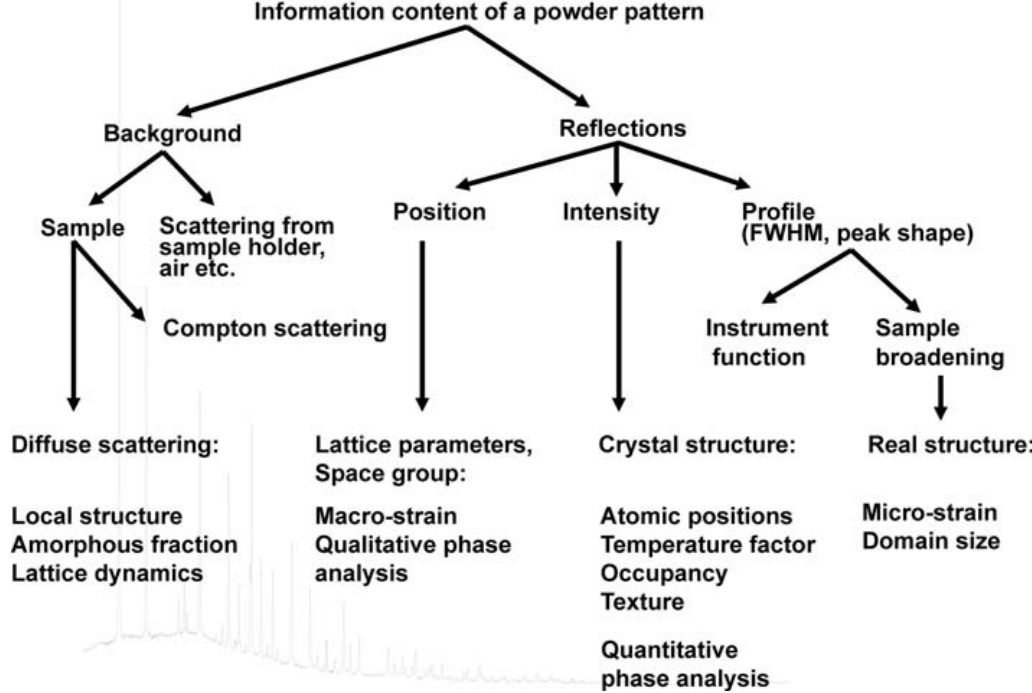 Information content of a powder pattern
Background
Reflections
Sample
Scattering from
sample holder,
air etc.
Position
Intensity
Profile
(FWHM, peak shape)
Compton scattering
Instrument
function
Sample
broadening
Diffuse scattering:
Local structure
Amorphous fraction
Lattice dynamics
Lattice parameters,
Space group:
Macro-strain
Qualitative phase
analysis
Crystal structure:
Atomic positions
Temperature factor
Occupancy
Texture
Quantitative
phase analysis
Real structure:
Micro-strain
Domain size